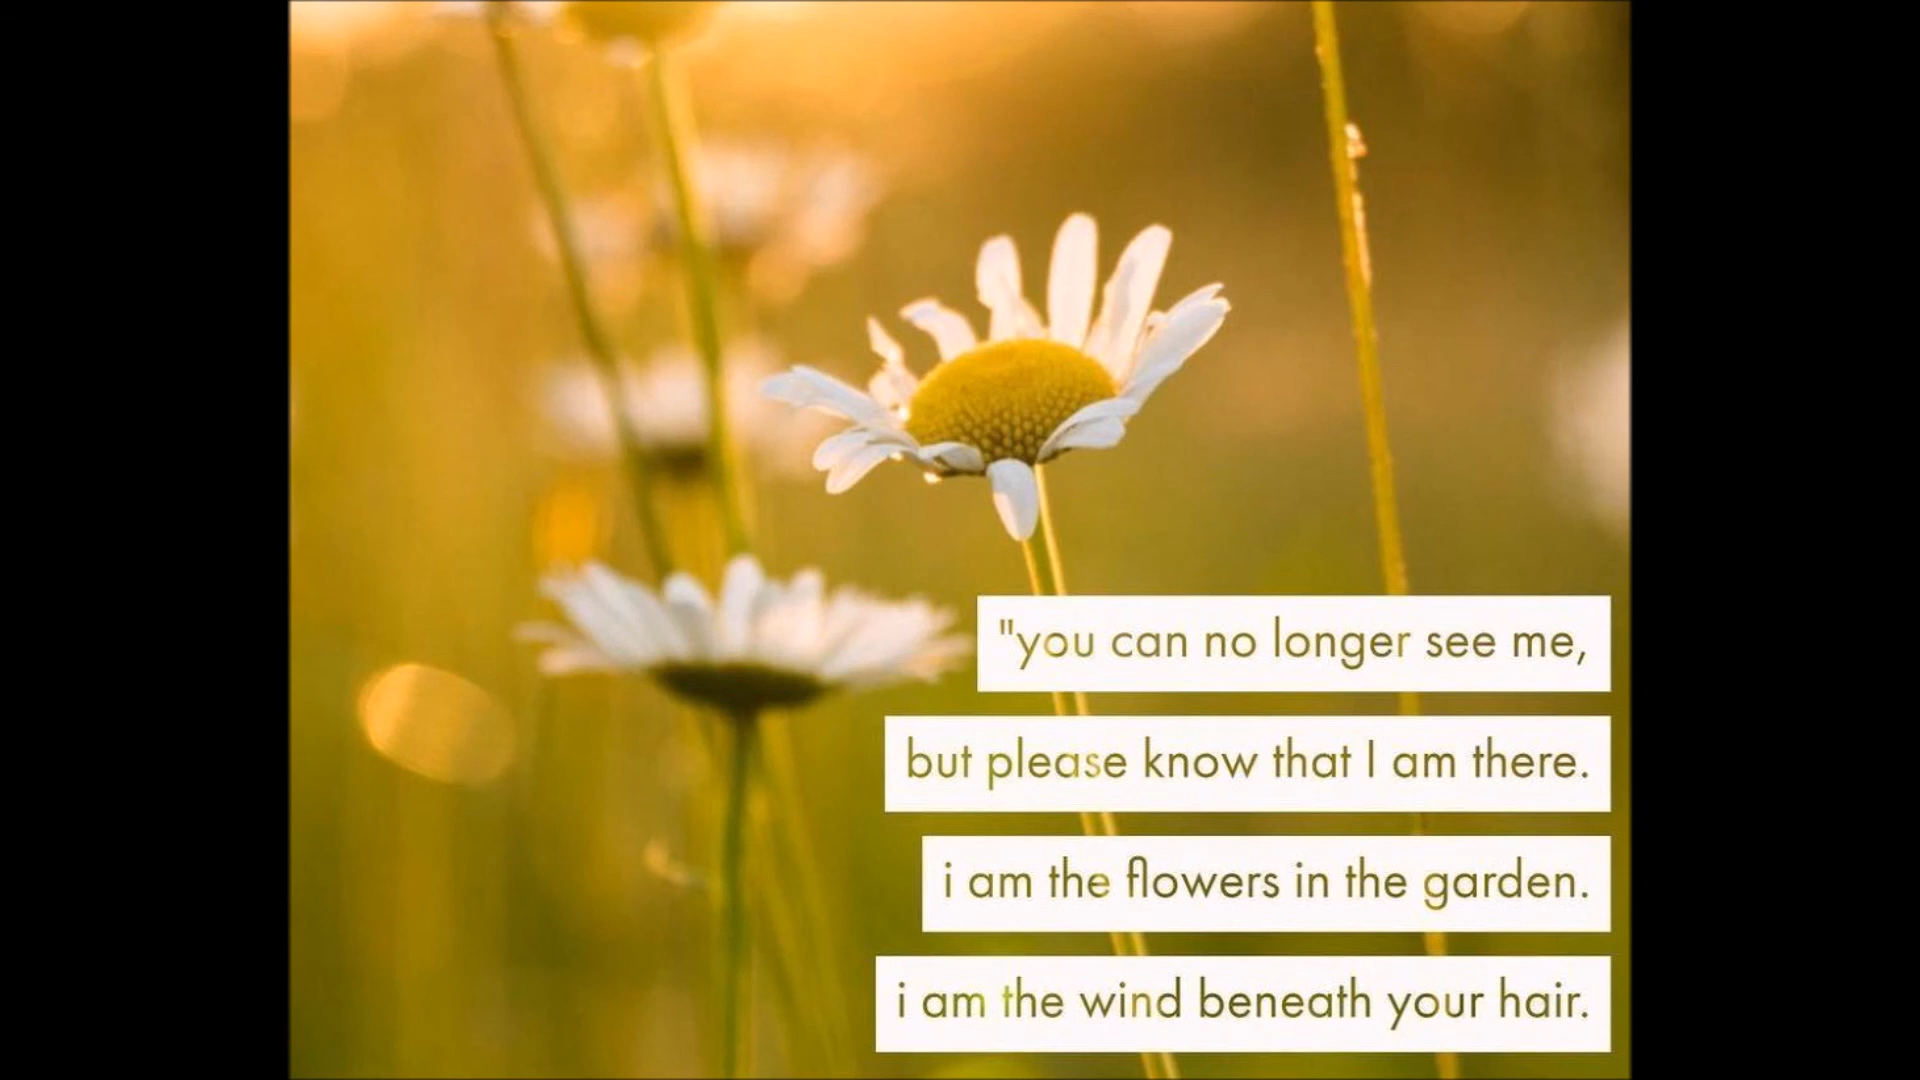 "you can no longer see me,
but please know that I am there.
i am the flowers in the garden.
i am the wind beneath your hair.